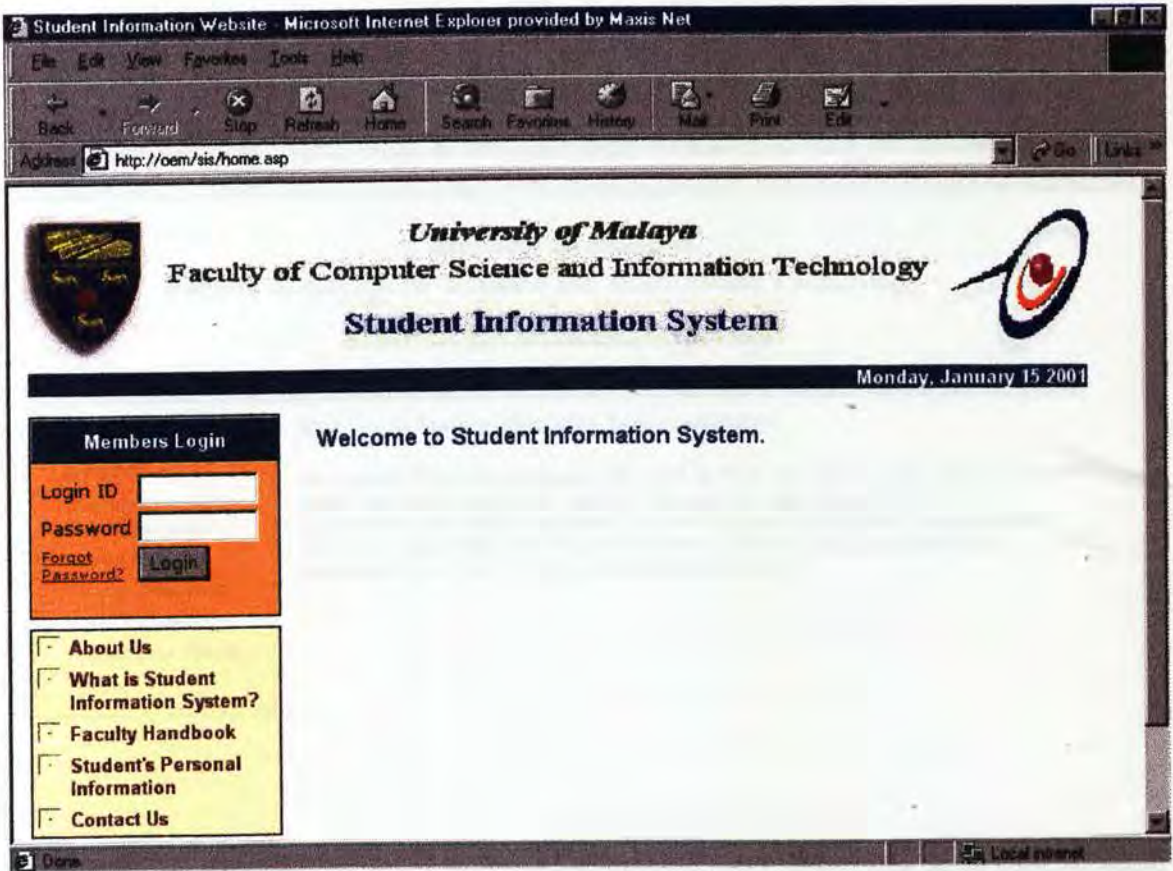 Student Information Website - Microsoft Internet Explorer provided by Maxis Net
File Edit View Favorites Tools Help
Back Forward Stop Refresh Home Search Favorites History Mail Print Edit
Address http://oem/sis/home.asp Go Links »
University of Malaya
Faculty of Computer Science and Information Technology
Student Information System
Monday, January 15 2001
Members Login
Login ID
Password
Forgot
Password?
Login
Welcome to Student Information System.
About Us
What is Student
Information System?
Faculty Handbook
Student's Personal
Information
Contact Us
Done Local intranet